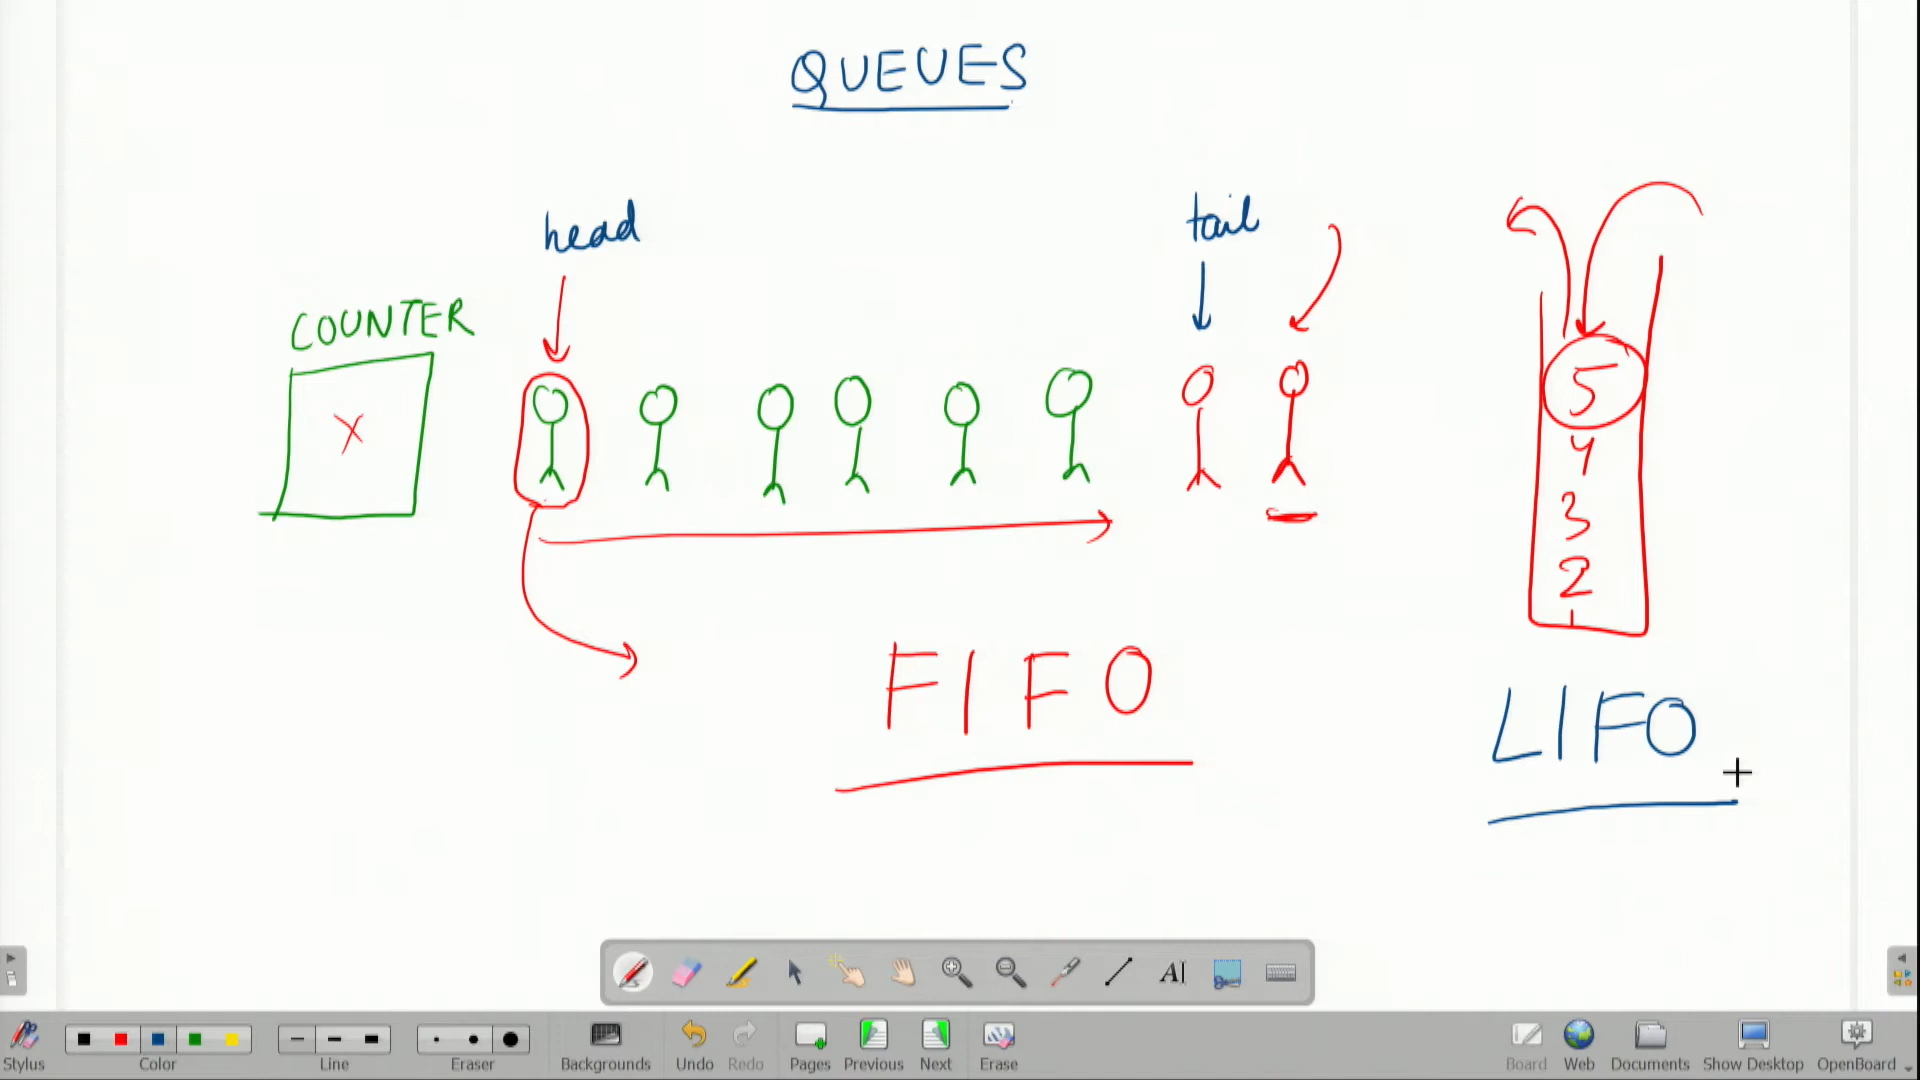 QUEUES
head
tail
COUNTER
X
5
4
3
2
1
FIFO
LIFO
Stylus
Color
Line
Eraser
Backgrounds
Undo
Redo
Pages
Previous
Next
Erase
Board
Web
Documents
Show Desktop
OpenBoard